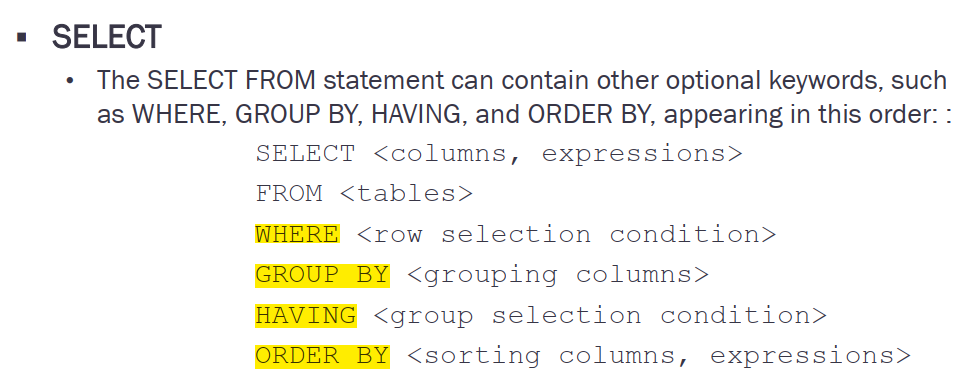 ▪ SELECT
• The SELECT FROM statement can contain other optional keywords, such
as WHERE, GROUP BY, HAVING, and ORDER BY, appearing in this order: :
SELECT <columns, expressions>
FROM <tables>
WHERE <row selection condition>
GROUP BY <grouping columns>
HAVING <group selection condition>
ORDER BY <sorting columns, expressions>